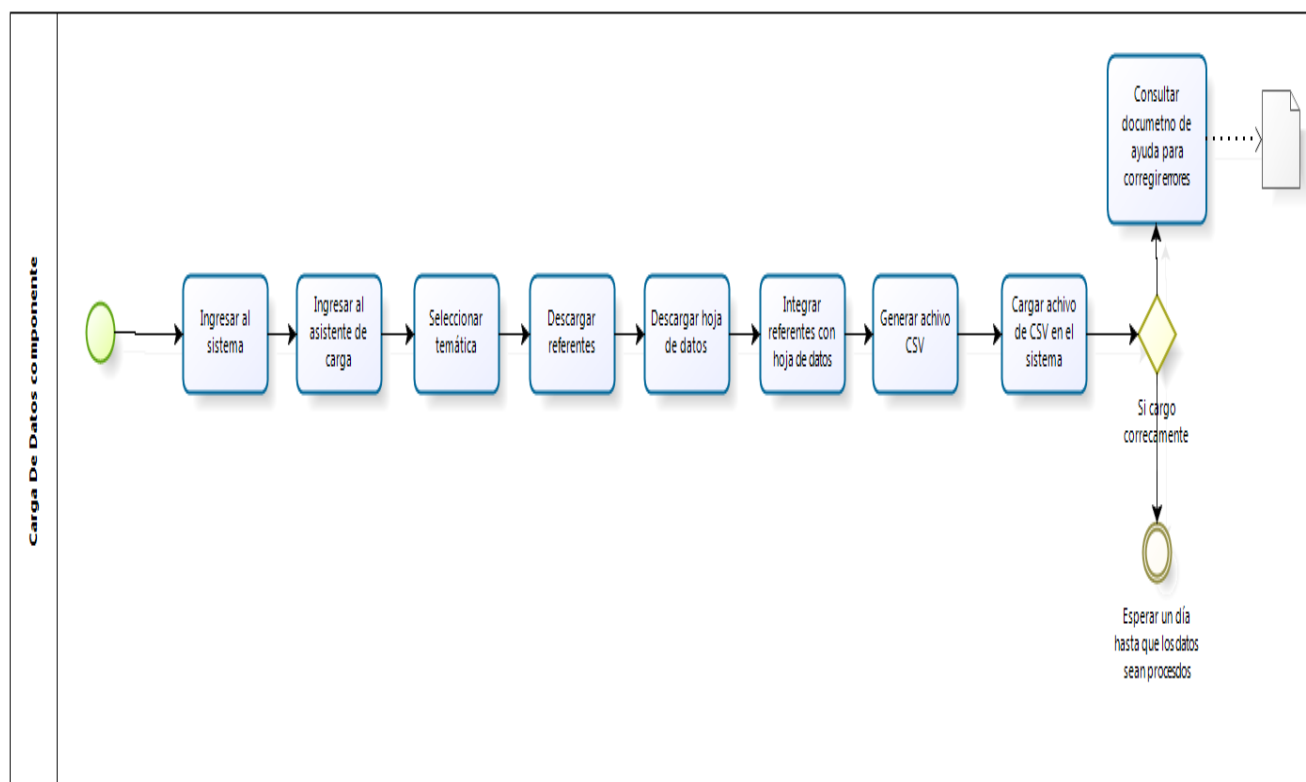 Carga De Datos componente
Ingresar al
sistema
Ingresar al
asistente de
carga
Seleccionar
temática
Descargar
referentes
Descargar hoja
de datos
Integrar
referentes con
hoja de datos
Generar achivo
CSV
Cargar achivo
de CSV en el
sistema
Consultar
documetno de
ayuda para
corregir errores
Si cargo
correcamente
Esperar un día
hasta que los datos
sean procesdos